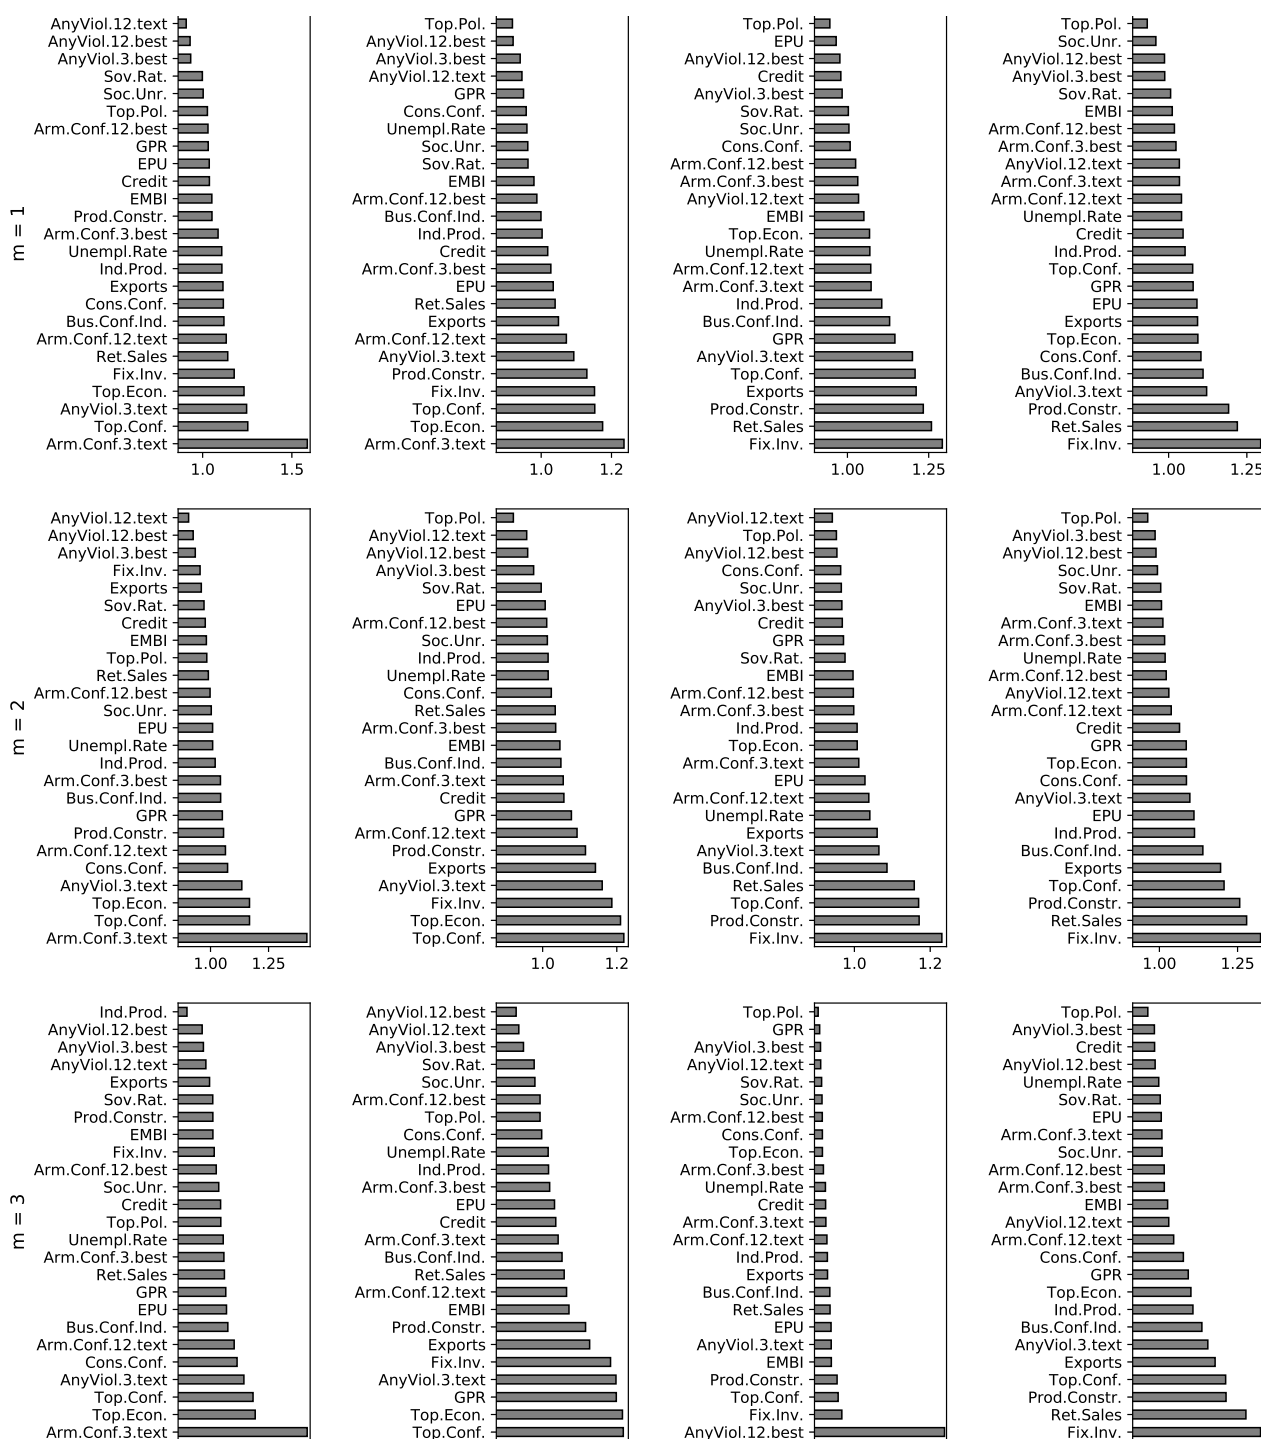 m = 1
AnyViol.12.text
AnyViol.12.best
AnyViol.3.best
Sov.Rat.
Soc.Unr.
Top.Pol.
Arm.Conf.12.best
GPR
EPU
Credit
EMBI
Prod.Constr.
Arm.Conf.3.best
Unempl.Rate
Ind.Prod.
Exports
Cons.Conf.
Bus.Conf.Ind.
Arm.Conf.12.text
Ret.Sales
Fix.Inv.
Top.Econ.
AnyViol.3.text
Top.Conf.
Arm.Conf.3.text
1.0 1.5
Top.Pol.
AnyViol.12.best
AnyViol.3.best
AnyViol.12.text
GPR
Cons.Conf.
Unempl.Rate
Soc.Unr.
Sov.Rat.
EMBI
Arm.Conf.12.best
Bus.Conf.Ind.
Ind.Prod.
Credit
Arm.Conf.3.best
EPU
Ret.Sales
Exports
Arm.Conf.12.text
AnyViol.3.text
Prod.Constr.
Fix.Inv.
Top.Conf.
Top.Econ.
Arm.Conf.3.text
1.0 1.2
Top.Pol.
EPU
AnyViol.12.best
Credit
AnyViol.3.best
Sov.Rat.
Soc.Unr.
Cons.Conf.
Arm.Conf.12.best
Arm.Conf.3.best
AnyViol.12.text
EMBI
Top.Econ.
Unempl.Rate
Arm.Conf.12.text
Arm.Conf.3.text
Ind.Prod.
Bus.Conf.Ind.
GPR
AnyViol.3.text
Top.Conf.
Exports
Prod.Constr.
Ret.Sales
Fix.Inv.
1.00 1.25
Top.Pol.
Soc.Unr.
AnyViol.12.best
AnyViol.3.best
Sov.Rat.
EMBI
Arm.Conf.12.best
Arm.Conf.3.best
AnyViol.12.text
Arm.Conf.3.text
Arm.Conf.12.text
Unempl.Rate
Credit
Ind.Prod.
Top.Conf.
GPR
EPU
Exports
Top.Econ.
Cons.Conf.
Bus.Conf.Ind.
AnyViol.3.text
Prod.Constr.
Ret.Sales
Fix.Inv.
1.00 1.25
m = 2
AnyViol.12.text
AnyViol.12.best
AnyViol.3.best
Fix.Inv.
Exports
Sov.Rat.
Credit
EMBI
Top.Pol.
Ret.Sales
Arm.Conf.12.best
Soc.Unr.
EPU
Unempl.Rate
Ind.Prod.
Arm.Conf.3.best
Bus.Conf.Ind.
GPR
Prod.Constr.
Arm.Conf.12.text
Cons.Conf.
AnyViol.3.text
Top.Econ.
Top.Conf.
Arm.Conf.3.text
1.00 1.25
Top.Pol.
AnyViol.12.text
AnyViol.12.best
AnyViol.3.best
Sov.Rat.
EPU
Arm.Conf.12.best
Soc.Unr.
Ind.Prod.
Unempl.Rate
Cons.Conf.
Ret.Sales
Arm.Conf.3.best
EMBI
Bus.Conf.Ind.
Arm.Conf.3.text
Credit
GPR
Arm.Conf.12.text
Prod.Constr.
Exports
AnyViol.3.text
Fix.Inv.
Top.Econ.
Top.Conf.
1.0 1.2
AnyViol.12.text
Top.Pol.
AnyViol.12.best
Cons.Conf.
Soc.Unr.
AnyViol.3.best
Credit
GPR
Sov.Rat.
EMBI
Arm.Conf.12.best
Arm.Conf.3.best
Ind.Prod.
Top.Econ.
Arm.Conf.3.text
EPU
Arm.Conf.12.text
Unempl.Rate
Exports
AnyViol.3.text
Bus.Conf.Ind.
Ret.Sales
Top.Conf.
Prod.Constr.
Fix.Inv.
1.0 1.2
Top.Pol.
AnyViol.3.best
AnyViol.12.best
Soc.Unr.
Sov.Rat.
EMBI
Arm.Conf.3.text
Arm.Conf.3.best
Unempl.Rate
Arm.Conf.12.best
AnyViol.12.text
Arm.Conf.12.text
Credit
GPR
Top.Econ.
Cons.Conf.
AnyViol.3.text
EPU
Ind.Prod.
Bus.Conf.Ind.
Exports
Top.Conf.
Prod.Constr.
Ret.Sales
Fix.Inv.
1.00 1.25
m = 3
Ind.Prod.
AnyViol.12.best
AnyViol.3.best
AnyViol.12.text
Exports
Sov.Rat.
Prod.Constr.
EMBI
Fix.Inv.
Arm.Conf.12.best
Soc.Unr.
Credit
Top.Pol.
Unempl.Rate
Arm.Conf.3.best
Ret.Sales
GPR
EPU
Bus.Conf.Ind.
Arm.Conf.12.text
Cons.Conf.
AnyViol.3.text
Top.Conf.
Top.Econ.
Arm.Conf.3.text
AnyViol.12.best
AnyViol.12.text
AnyViol.3.best
Sov.Rat.
Soc.Unr.
Arm.Conf.12.best
Top.Pol.
Cons.Conf.
Unempl.Rate
Ind.Prod.
Arm.Conf.3.best
EPU
Credit
Arm.Conf.3.text
Bus.Conf.Ind.
Ret.Sales
Arm.Conf.12.text
EMBI
Prod.Constr.
Exports
Fix.Inv.
AnyViol.3.text
GPR
Top.Econ.
Top.Conf.
Top.Pol.
GPR
AnyViol.3.best
AnyViol.12.text
Sov.Rat.
Soc.Unr.
Arm.Conf.12.best
Cons.Conf.
Top.Econ.
Arm.Conf.3.best
Unempl.Rate
Credit
Arm.Conf.3.text
Arm.Conf.12.text
Ind.Prod.
Exports
Bus.Conf.Ind.
Ret.Sales
EPU
AnyViol.3.text
EMBI
Prod.Constr.
Top.Conf.
Fix.Inv.
AnyViol.12.best
Top.Pol.
AnyViol.3.best
Credit
AnyViol.12.best
Unempl.Rate
Sov.Rat.
EPU
Arm.Conf.3.text
Soc.Unr.
Arm.Conf.12.best
Arm.Conf.3.best
EMBI
AnyViol.12.text
Arm.Conf.12.text
Cons.Conf.
GPR
Top.Econ.
Ind.Prod.
Bus.Conf.Ind.
AnyViol.3.text
Exports
Top.Conf.
Prod.Constr.
Ret.Sales
Fix.Inv.